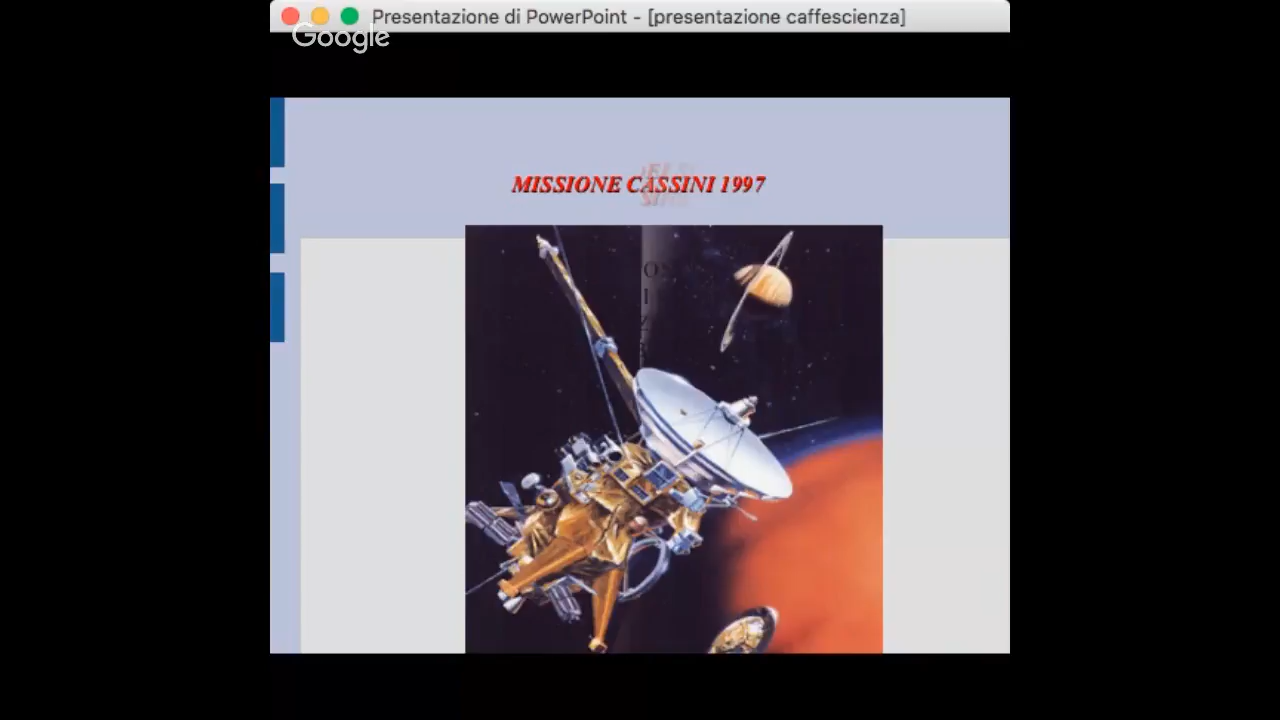 Presentazione di PowerPoint - [presentazione caffescienza]
Google
MISSIONE CASSINI 1997